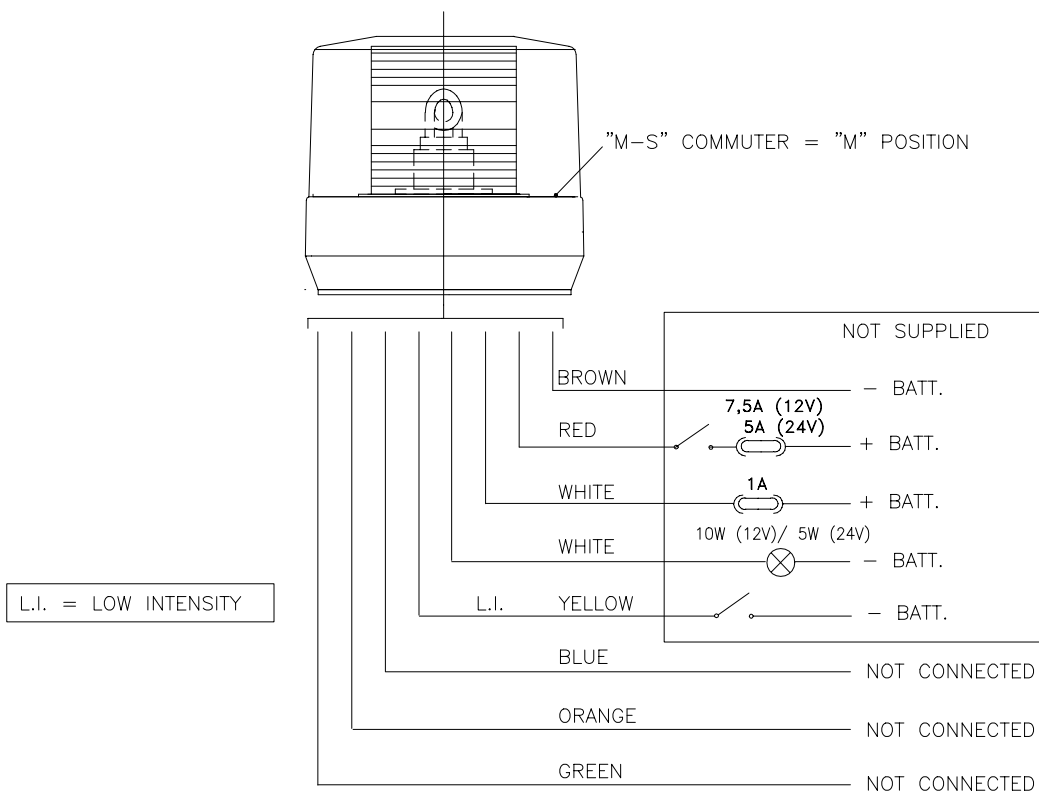 "M-S" COMMUTER = "M" POSITION
NOT SUPPLIED
BROWN
- BATT.
7,5A (12V)
5A (24V)
RED
+ BATT.
1A
WHITE
+ BATT.
10W (12V)/ 5W (24V)
WHITE
- BATT.
L.I. = LOW INTENSITY
L.I. YELLOW
- BATT.
BLUE
NOT CONNECTED
ORANGE
NOT CONNECTED
GREEN
NOT CONNECTED